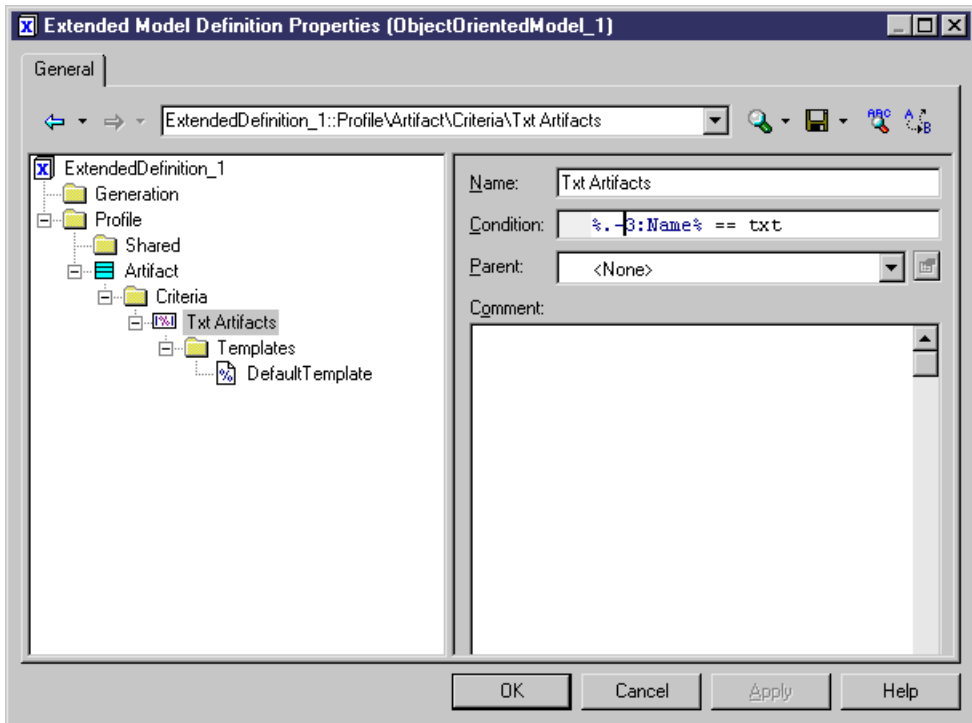 Extended Model Definition Properties (ObjectOrientedModel_1)
General
ExtendedDefinition_1::Profile\Artifact\Criteria\Txt Artifacts
ExtendedDefinition_1
Generation
Profile
Shared
Artifact
Criteria
Txt Artifacts
Templates
DefaultTemplate
Name: Txt Artifacts
Condition: %.-3:Name% == txt
Parent: <None>
Comment:
OK Cancel Apply Help